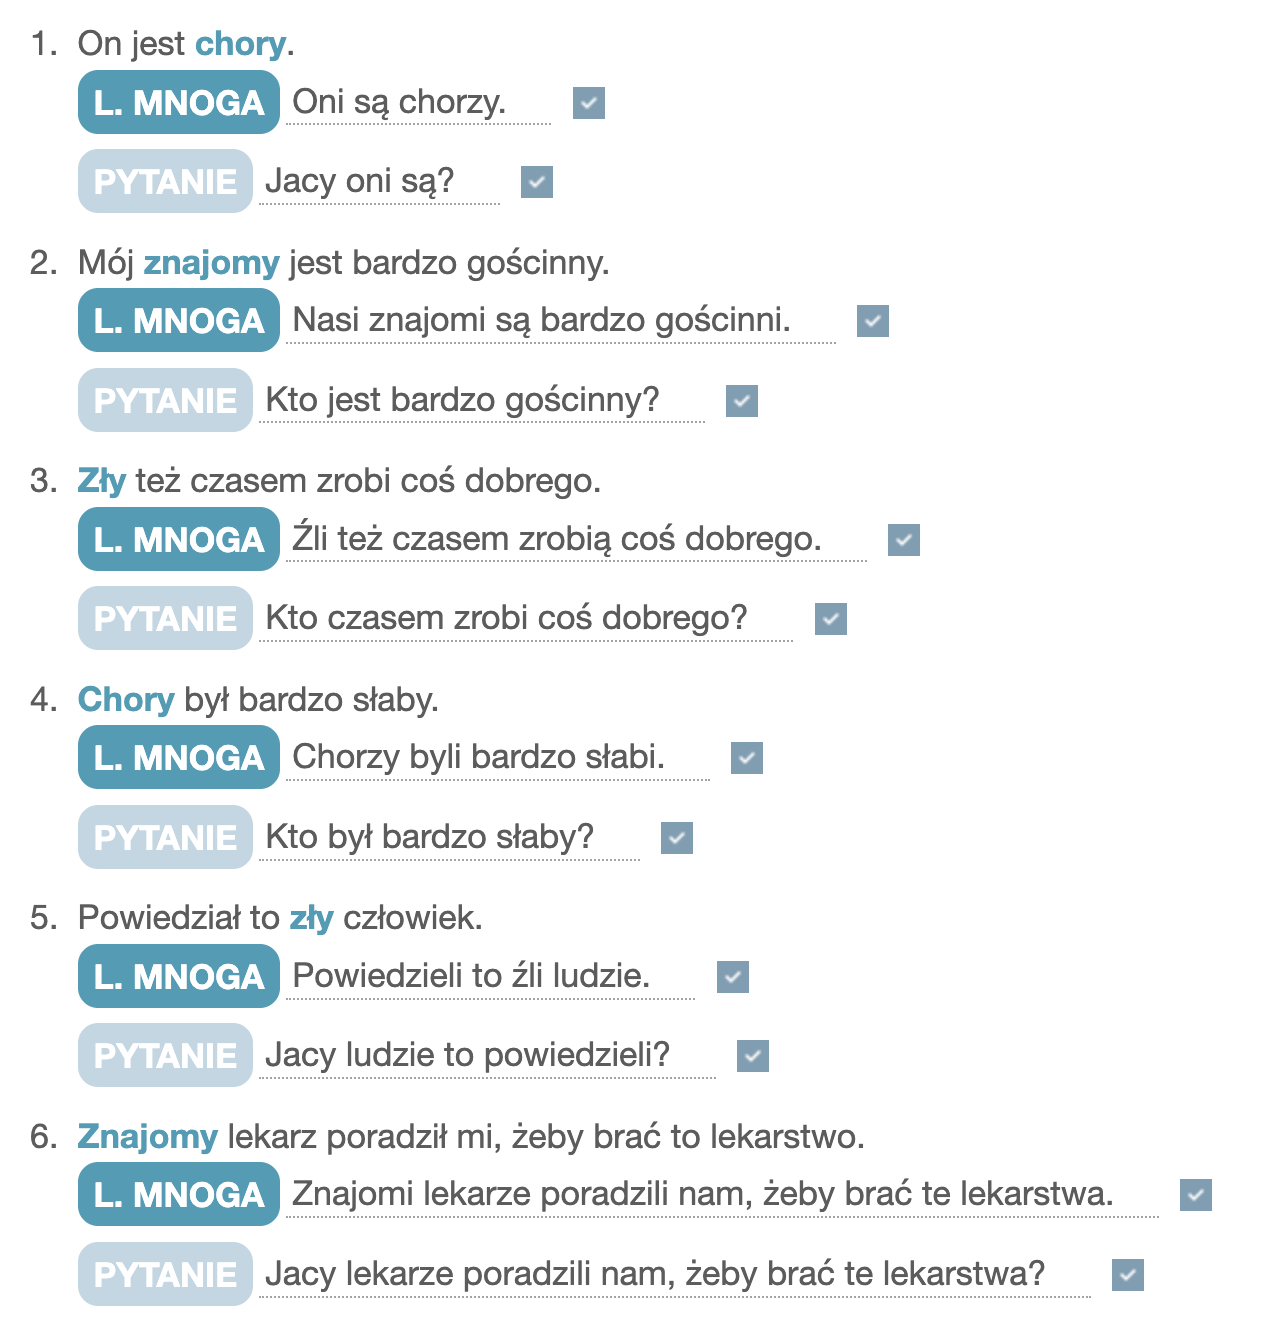 1. On jest chory.
L. MNOGA Oni są chorzy.
PYTANIE Jacy oni są?
2. Mój znajomy jest bardzo gościnny.
L. MNOGA Nasi znajomi są bardzo gościnni.
PYTANIE Kto jest bardzo gościnny?
3. Zły też czasem zrobi coś dobrego.
L. MNOGA Źli też czasem zrobią coś dobrego.
PYTANIE Kto czasem zrobi coś dobrego?
4. Chory był bardzo słaby.
L. MNOGA Chorzy byli bardzo słabi.
PYTANIE Kto był bardzo słaby?
5. Powiedział to zły człowiek.
L. MNOGA Powiedzieli to źli ludzie.
PYTANIE Jacy ludzie to powiedzieli?
6. Znajomy lekarz poradził mi, żeby brać to lekarstwo.
L. MNOGA Znajomi lekarze poradzili nam, żeby brać te lekarstwa.
PYTANIE Jacy lekarze poradzili nam, żeby brać te lekarstwa?